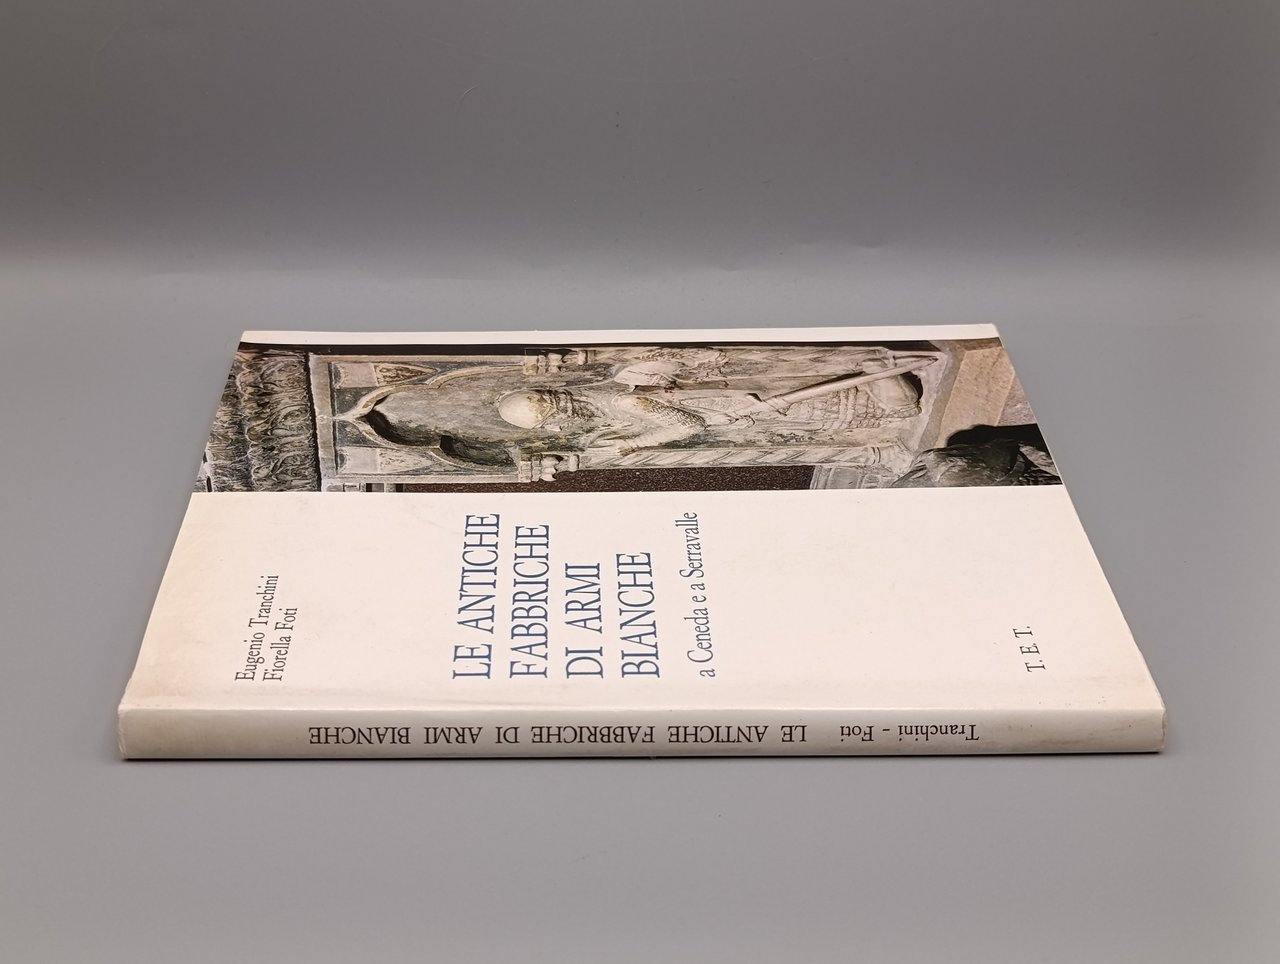 Eugenio Tranchini
Fiorella Foti
LE ANTICHE
FABBRICHE
DI ARMI
BIANCHE
a Ceneda e a Serravalle
T. E. T.
Tranchini - Foti LE ANTICHE FABBRICHE DI ARMI BIANCHE